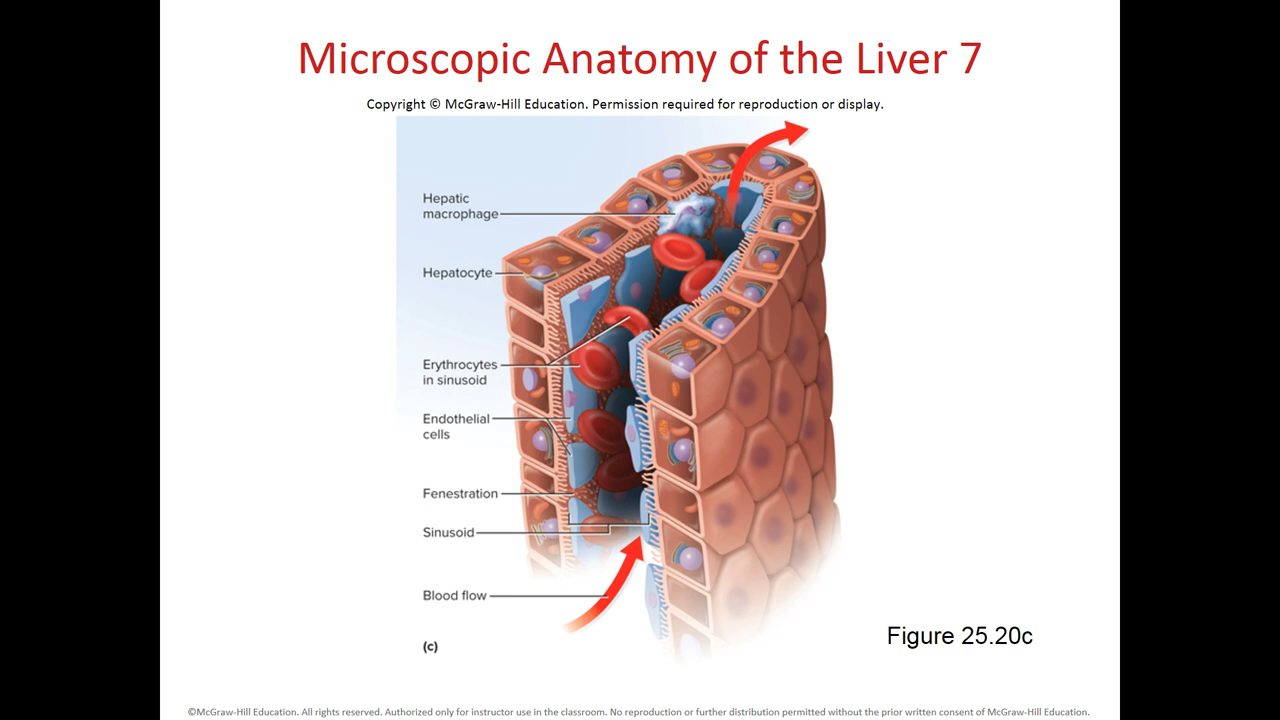 Microscopic Anatomy of the Liver 7
Copyright © McGraw-Hill Education. Permission required for reproduction or display.
Hepatic
macrophage
Hepatocyte
Erythrocytes
in sinusoid
Endothelial
cells
Fenestration
Sinusoid
Blood flow
(c)
Figure 25.20c
©McGraw-Hill Education. All rights reserved. Authorized only for instructor use in the classroom. No reproduction or further distribution permitted without the prior written consent of McGraw-Hill Education.